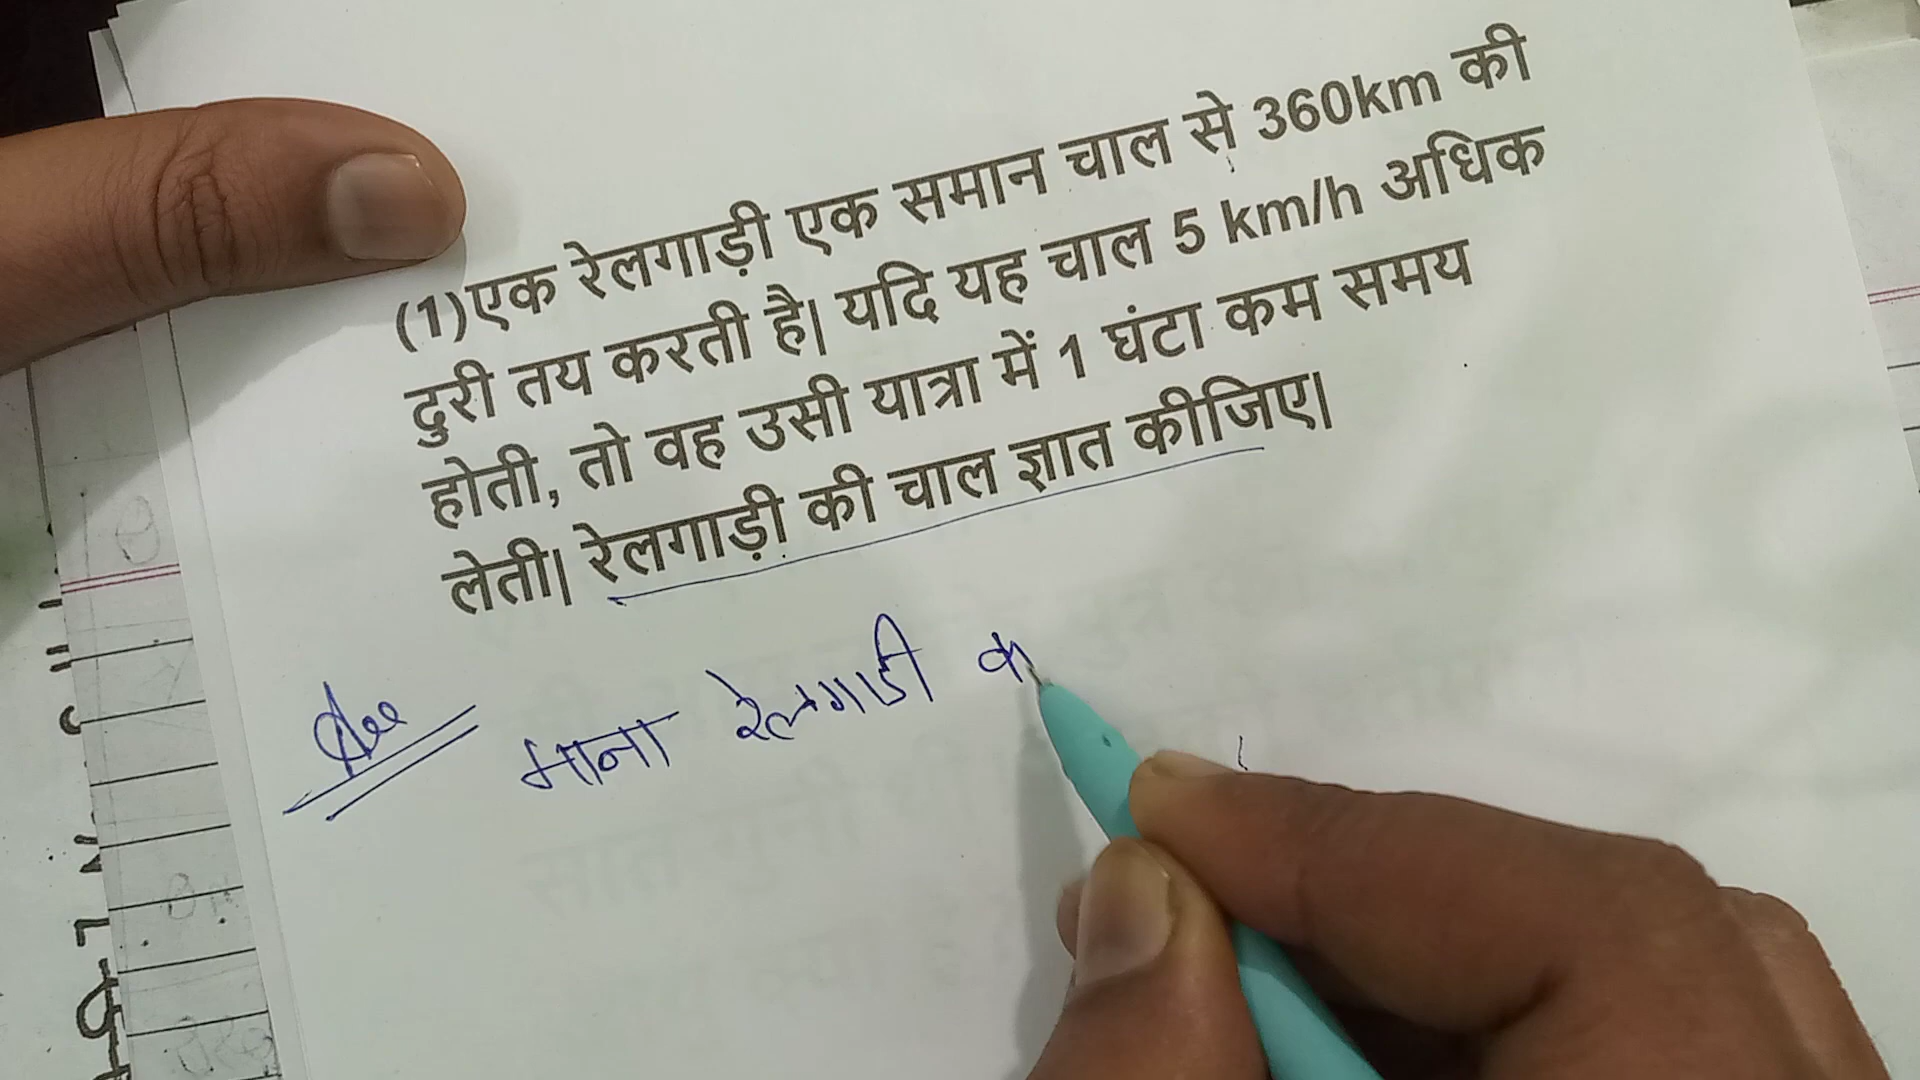 (1)एक रेलगाड़ी एक समान चाल से 360km की
दुरी तय करती है| यदि यह चाल 5 km/h अधिक
होती, तो वह उसी यात्रा में 1 घंटा कम समय
लेती| रेलगाड़ी की चाल ज्ञात कीजिए|
माना रेलगाडी क